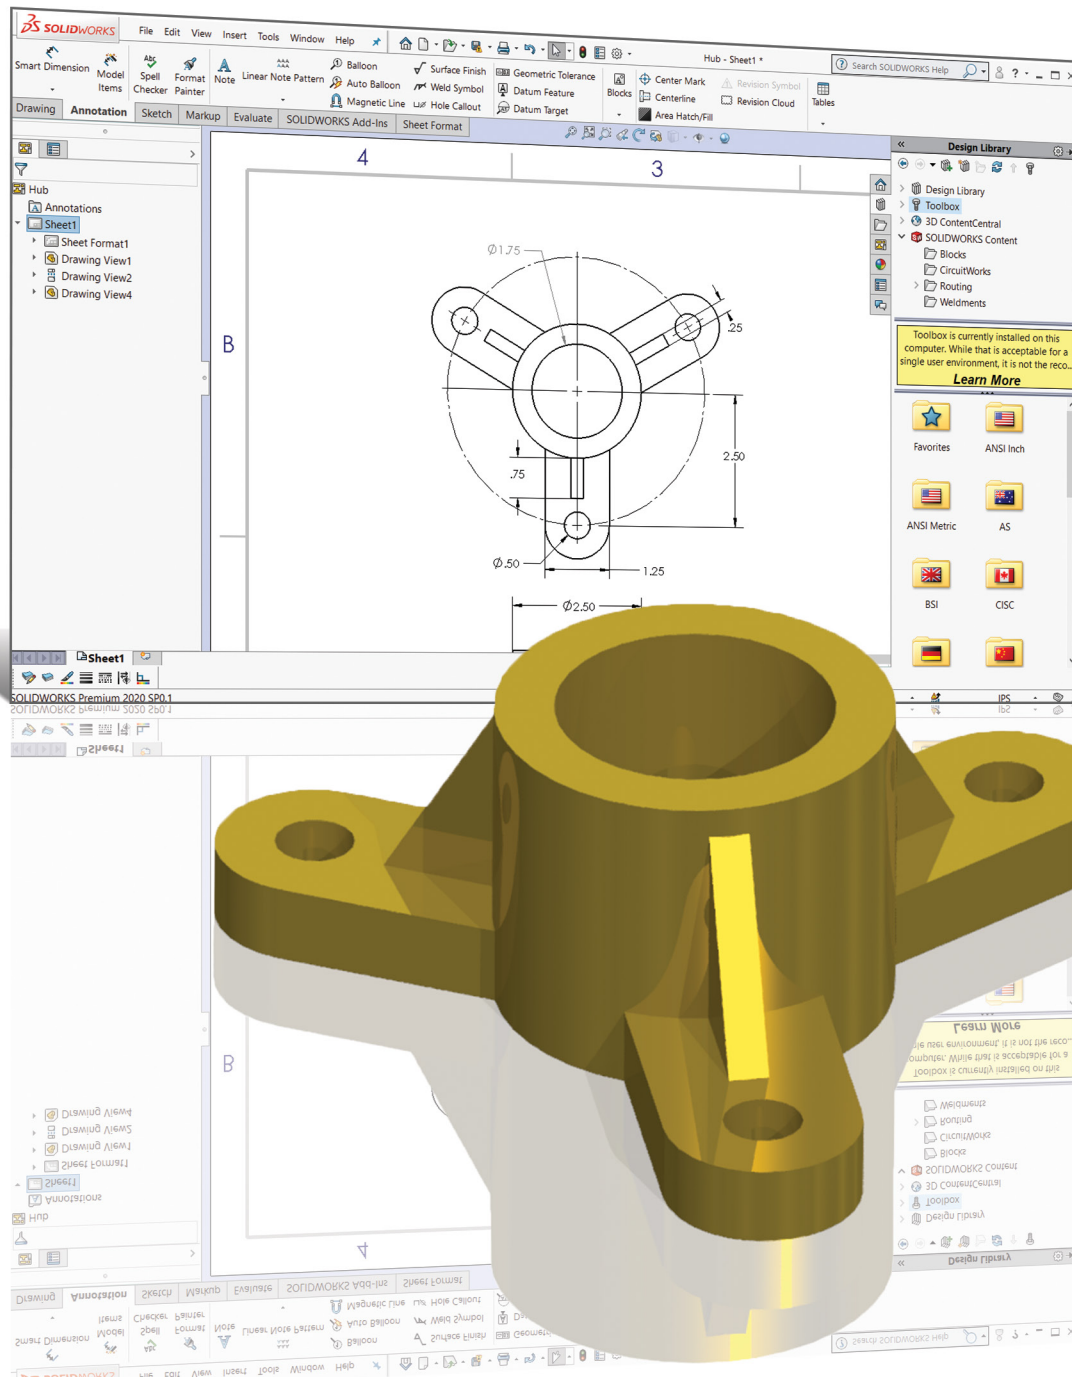 SOLIDWORKS File Edit View Insert Tools Window Help
Hub - Sheet1 *
Search SOLIDWORKS Help
Smart Dimension
Model Items
Abc
Spell Checker
Format Painter
Note
Linear Note Pattern
Balloon
Auto Balloon
Magnetic Line
Surface Finish
Weld Symbol
Hole Callout
Geometric Tolerance
Datum Feature
Datum Target
Blocks
Center Mark
Centerline
Area Hatch/Fill
Revision Symbol
Revision Cloud
Tables
Drawing Annotation Sketch Markup Evaluate SOLIDWORKS Add-Ins Sheet Format
Hub
Annotations
Sheet1
Sheet Format1
Drawing View1
Drawing View2
Drawing View4
4 3
B
Ø1.75
.25
2.50
.75
Ø.50
1.25
Ø2.50
Design Library
Design Library
Toolbox
3D ContentCentral
SOLIDWORKS Content
Blocks
CircuitWorks
Routing
Weldments
Toolbox is currently installed on this
computer. While that is acceptable for a
single user environment, it is not the reco...
Learn More
Favorites ANSI Inch
ANSI Metric AS
BSI CISC
Sheet1
SOLIDWORKS Premium 2020 SP0.1
IPS